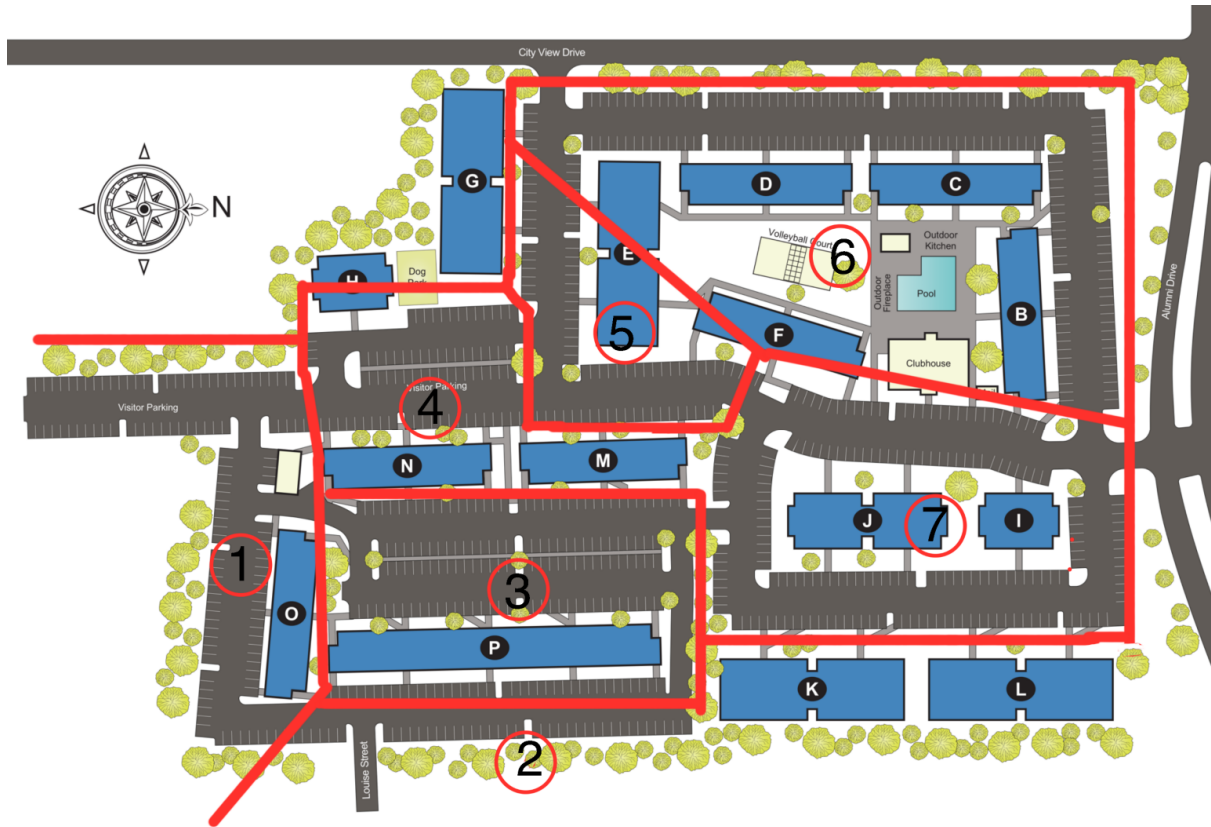 City View Drive
G
D
C
N
Volleyball Court
6
Outdoor
Kitchen
E
Dog
Park
H
Outdoor
Fireplace
Pool
Alumni Drive
B
5
F
Clubhouse
Visitor Parking
Visitor Parking
4
N
M
J
7
I
1
O
3
P
K
L
2
Louise Street